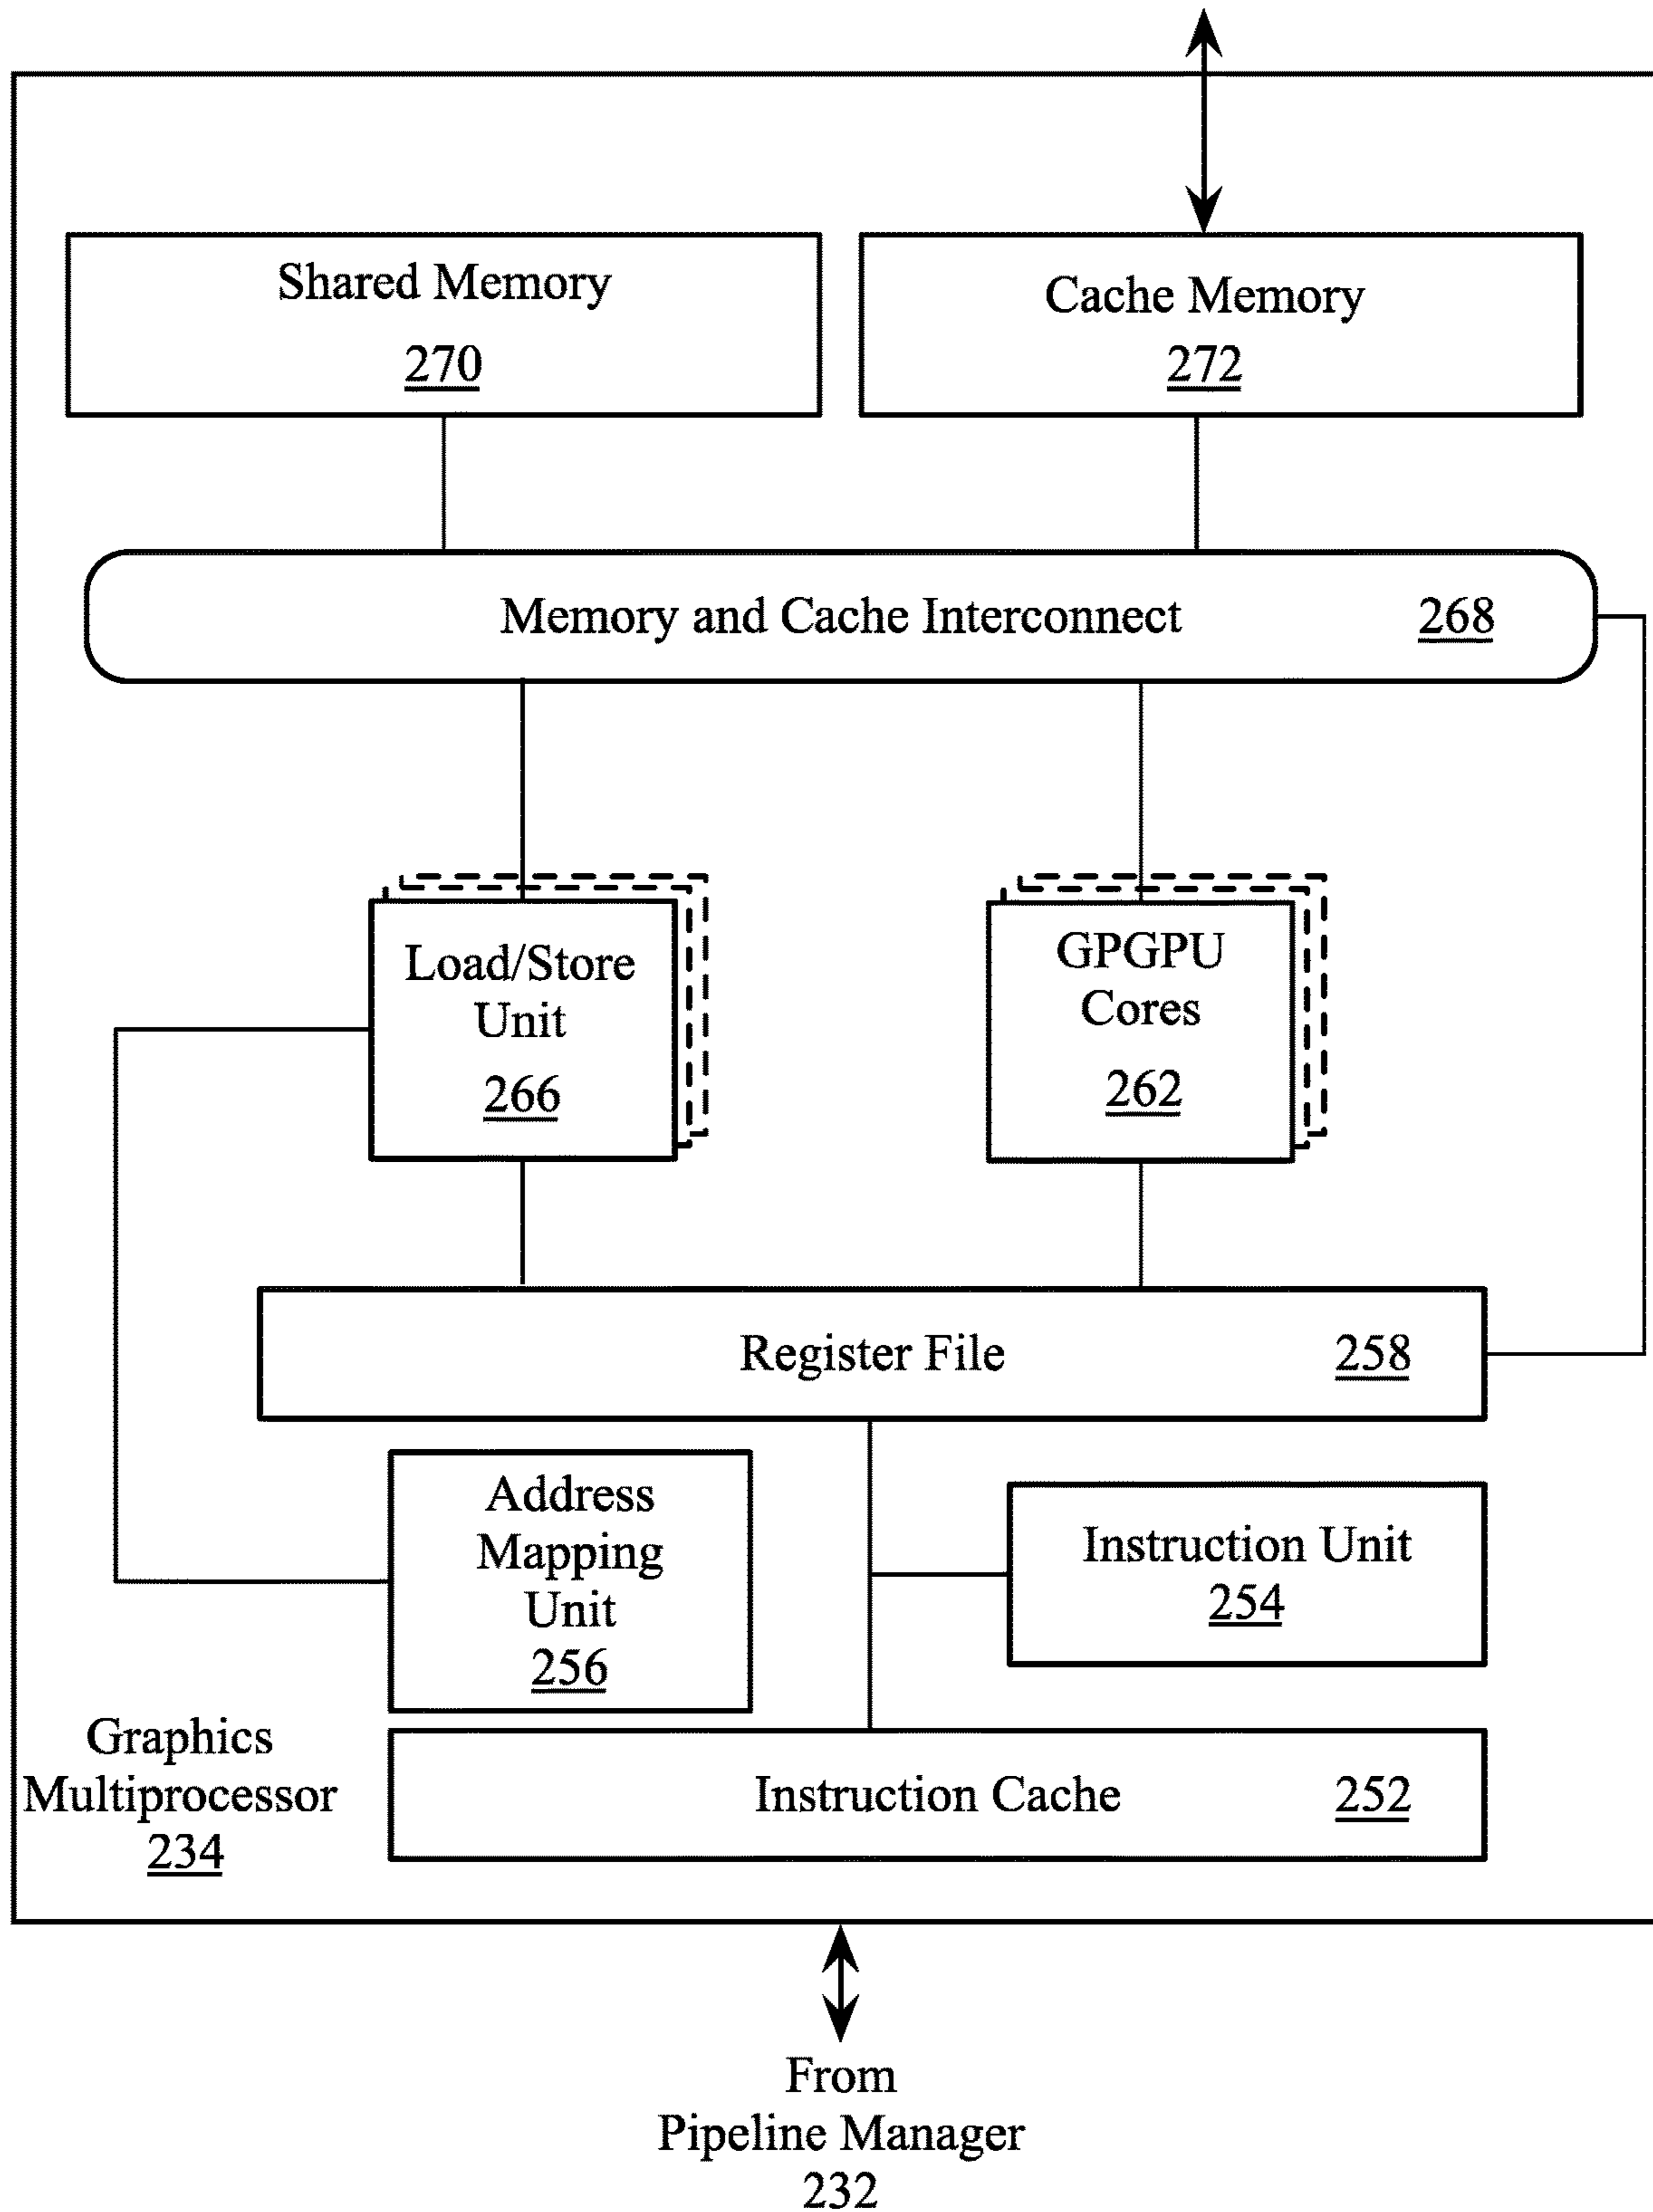 Shared Memory
270
Cache Memory
272
Memory and Cache Interconnect 268
Load/Store
Unit
266
GPGPU
Cores
262
Register File 258
Address
Mapping
Unit
256
Instruction Unit
254
Graphics
Multiprocessor
234
Instruction Cache 252
From
Pipeline Manager
232